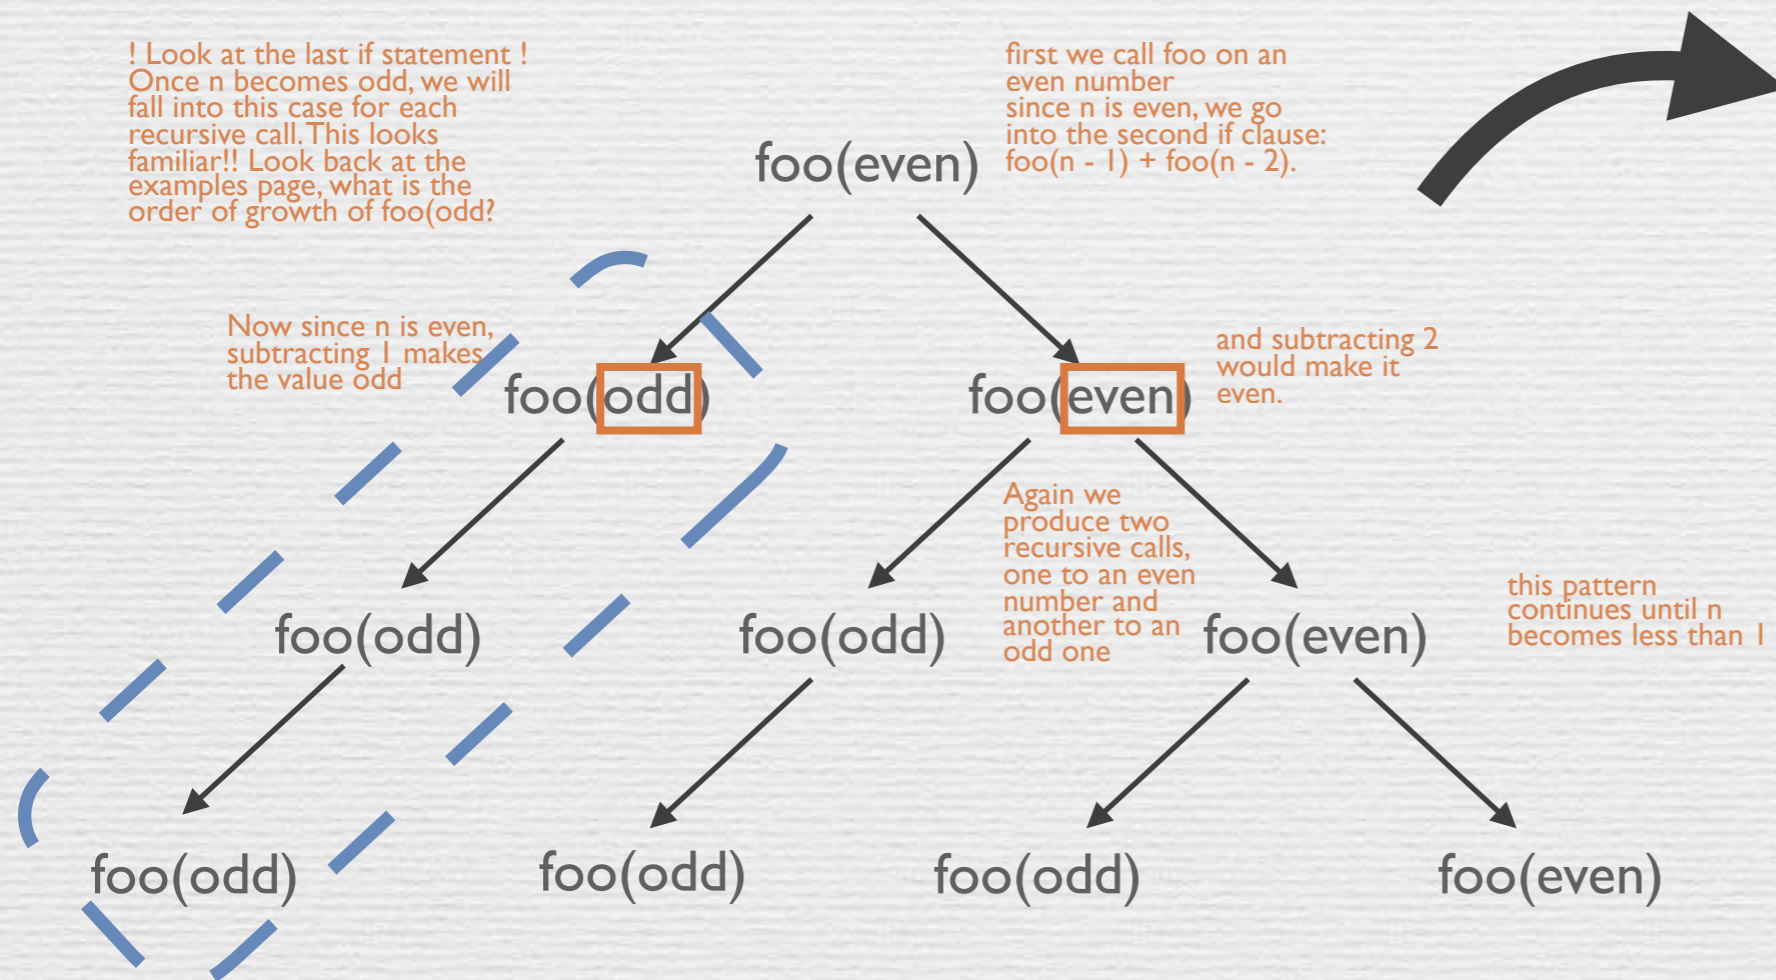 ! Look at the last if statement !
Once n becomes odd, we will
fall into this case for each
recursive call. This looks
familiar!! Look back at the
examples page, what is the
order of growth of foo(odd?
first we call foo on an
even number
since n is even, we go
into the second if clause:
foo(n - 1) + foo(n - 2).
foo(even)
Now since n is even,
subtracting 1 makes
the value odd
foo(odd)
foo(even)
and subtracting 2
would make it
even.
Again we
produce two
recursive calls,
one to an even
number and
another to an
odd one
this pattern
continues until n
becomes less than 1
foo(odd)
foo(odd)
foo(even)
foo(odd)
foo(odd)
foo(odd)
foo(even)